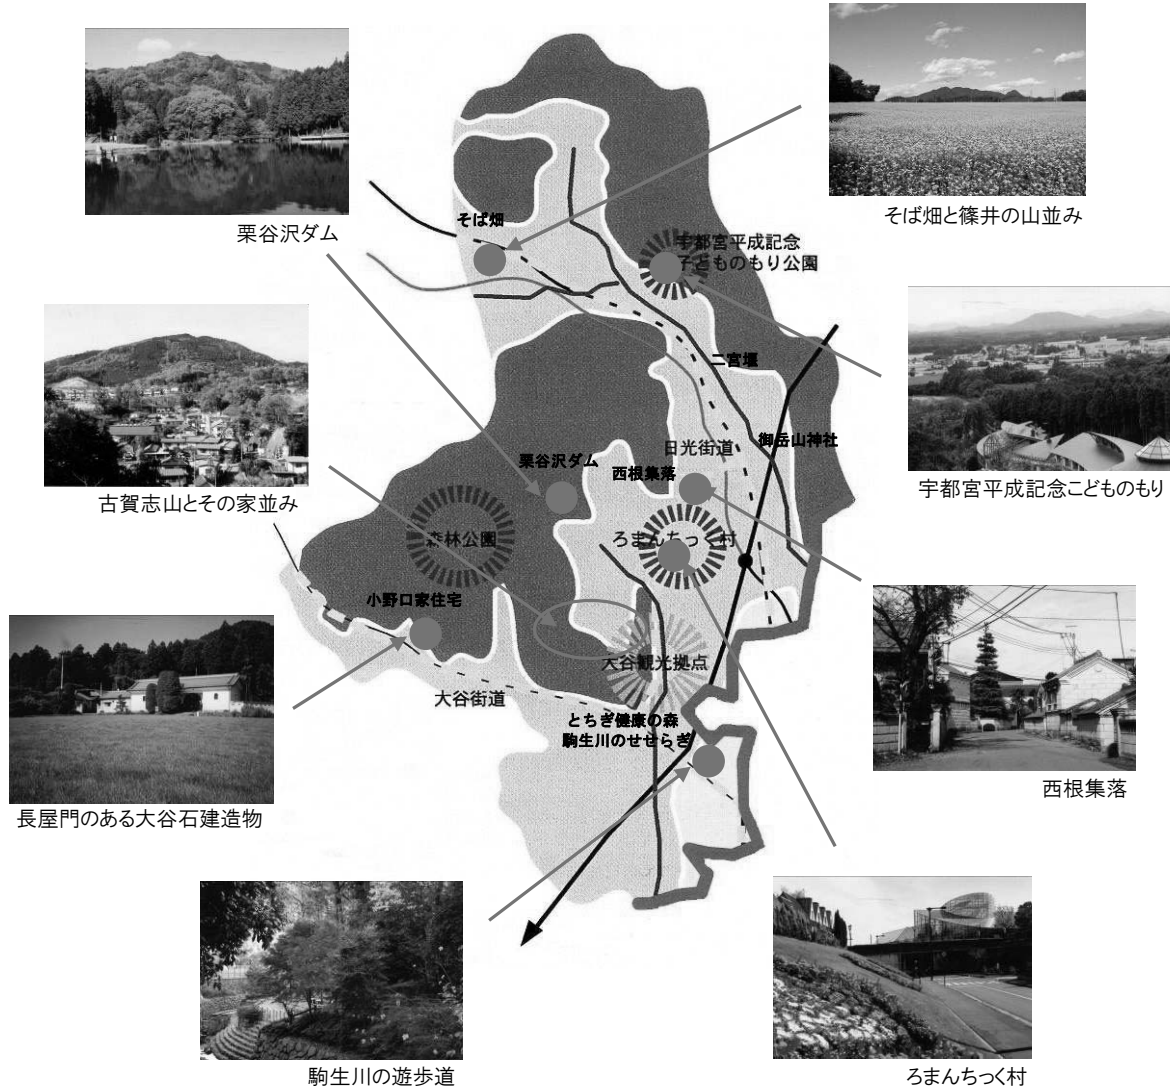 栗谷沢ダム
そば畑と篠井の山並み
そば畑
宇都宮平成記念
子どものもり公園
古賀志山とその家並み
二宮堰
日光街道
御岳山神社
栗谷沢ダム
西根集落
宇都宮平成記念こどものもり
森林公園
ろまんちっく村
小野口家住宅
大谷観光拠点
大谷街道
とちぎ健康の森
駒生川のせせらぎ
西根集落
長屋門のある大谷石建造物
駒生川の遊歩道
ろまんちっく村